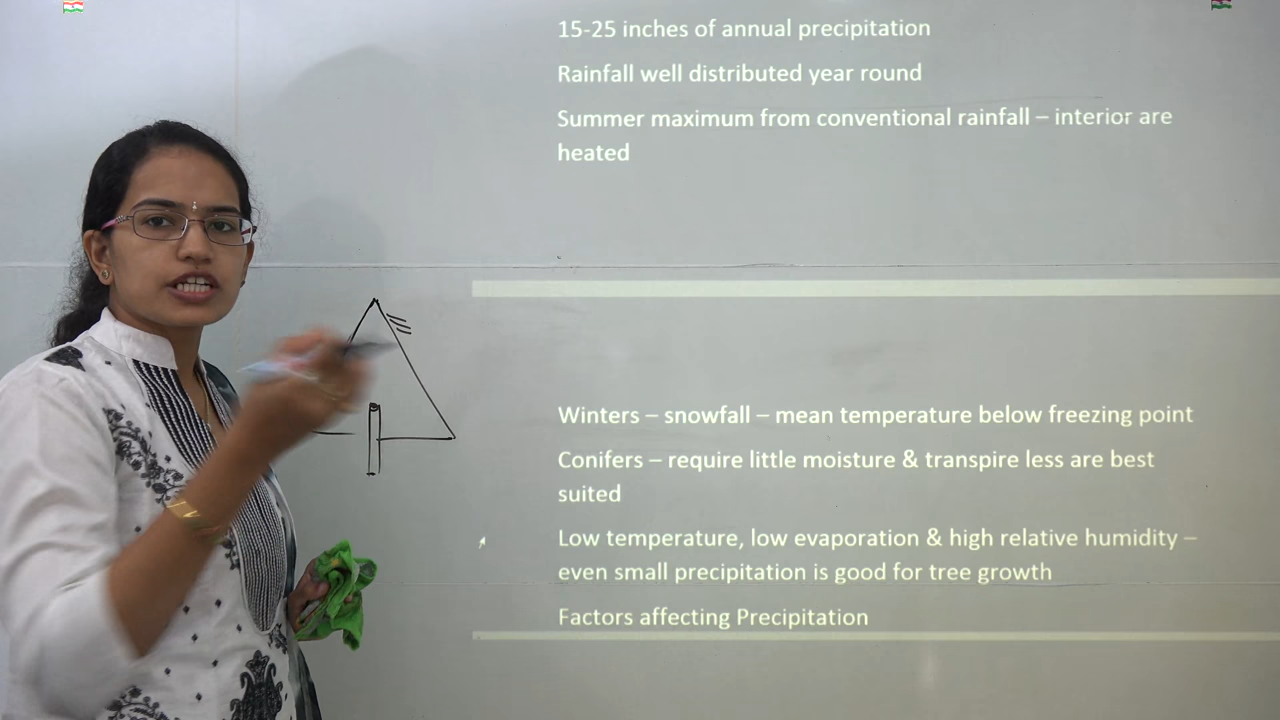 15-25 inches of annual precipitation
Rainfall well distributed year round
Summer maximum from conventional rainfall – interior are
heated
Winters – snowfall – mean temperature below freezing point
Conifers – require little moisture & transpire less are best
suited
Low temperature, low evaporation & high relative humidity –
even small precipitation is good for tree growth
Factors affecting Precipitation